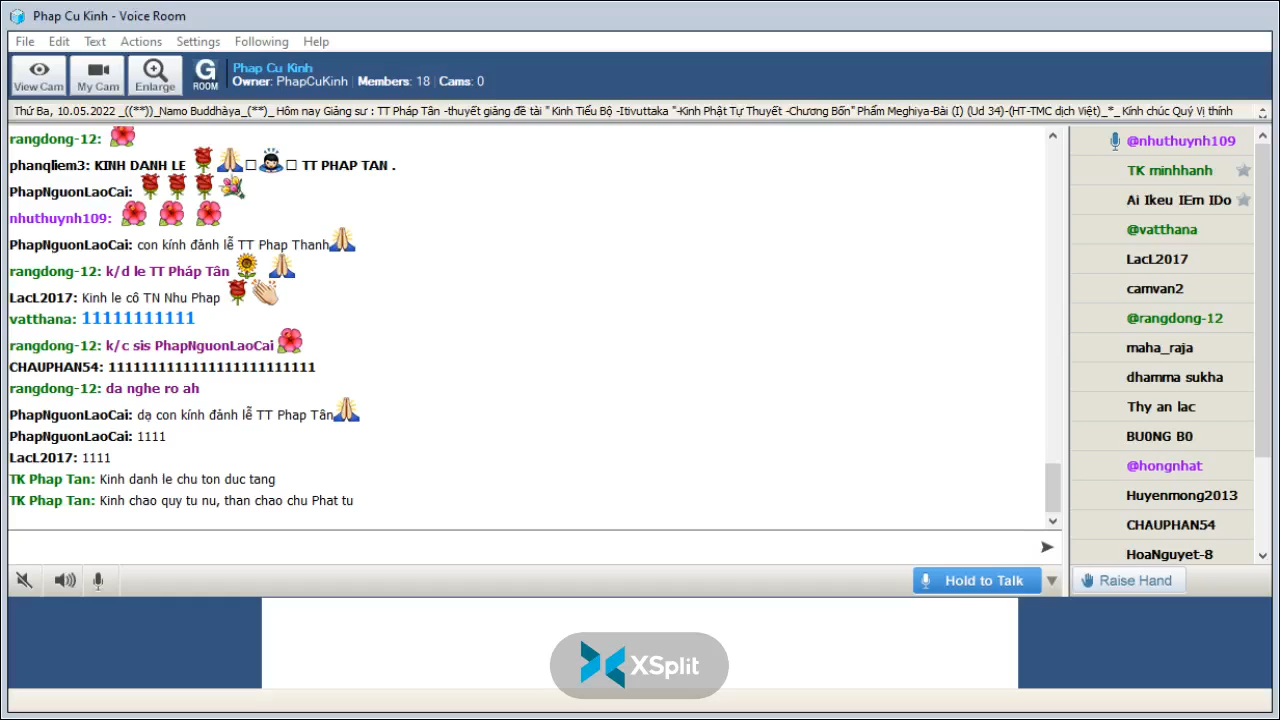 Phap Cu Kinh - Voice Room
File Edit Text Actions Settings Following Help
View Cam My Cam Enlarge G ROOM Phap Cu Kinh
Owner: PhapCuKinh | Members: 18 | Cams: 0
Thứ Ba, 10.05.2022 _((**))_Namo Buddhàya_(**)_ Hôm nay Giảng sư : TT Pháp Tân -thuyết giảng đề tài " Kinh Tiểu Bộ -Itivuttaka "-Kinh Phật Tự Thuyết -Chương Bốn" Phẩm Meghiya-Bài (I) (Ud 34)-(HT-TMC dịch Việt)_*_ Kính chúc Quý Vị thính
rangdong-12:
phanqliem3: KINH DANH LE TT PHAP TAN .
PhapNguonLaoCai:
nhuthuynh109:
PhapNguonLaoCai: con kính đảnh lễ TT Phap Thanh
rangdong-12: k/d le TT Pháp Tân
LacL2017: Kinh le cô TN Nhu Phap
vatthana: 11111111111
rangdong-12: k/c sis PhapNguonLaoCai
CHAUPHAN54: 1111111111111111111111111
rangdong-12: da nghe ro ah
PhapNguonLaoCai: dạ con kính đảnh lễ TT Phap Tân
PhapNguonLaoCai: 1111
LacL2017: 1111
TK Phap Tan: Kinh danh le chu ton duc tang
TK Phap Tan: Kinh chao quy tu nu, than chao chu Phat tu
@nhuthuynh109
TK minhhanh
Ai Ikeu IEm IDo
@vatthana
LacL2017
camvan2
@rangdong-12
maha_raja
dhamma sukha
Thy an lac
BU0NG B0
@hongnhat
Huyenmong2013
CHAUPHAN54
HoaNguyet-8
Hold to Talk
Raise Hand
XSplit